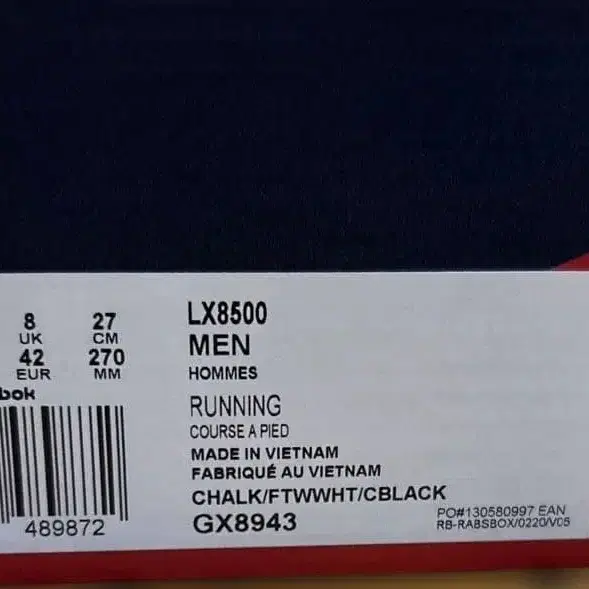 8 27
UK CM
42 270
EUR MM
bok
489872
LX8500
MEN
HOMMES
RUNNING
COURSE A PIED
MADE IN VIETNAM
FABRIQUÉ AU VIETNAM
CHALK/FTWWHT/CBLACK
GX8943
PO#130580997 EAN
RB-RABSBOX/0220/V05